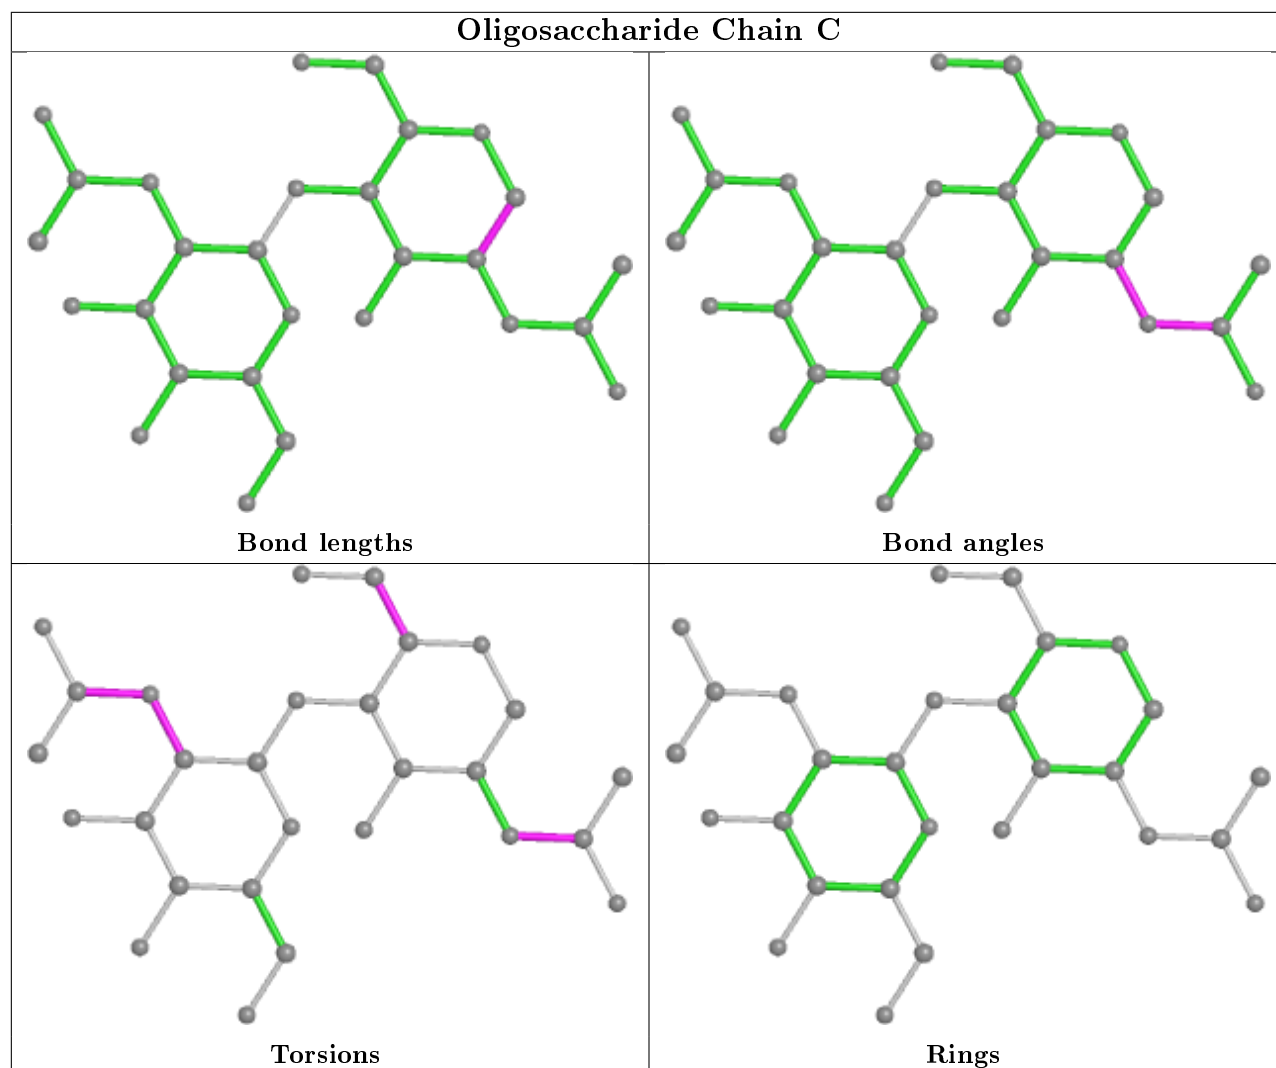 Oligosaccharide Chain C
Bond lengths
Bond angles
Torsions
Rings